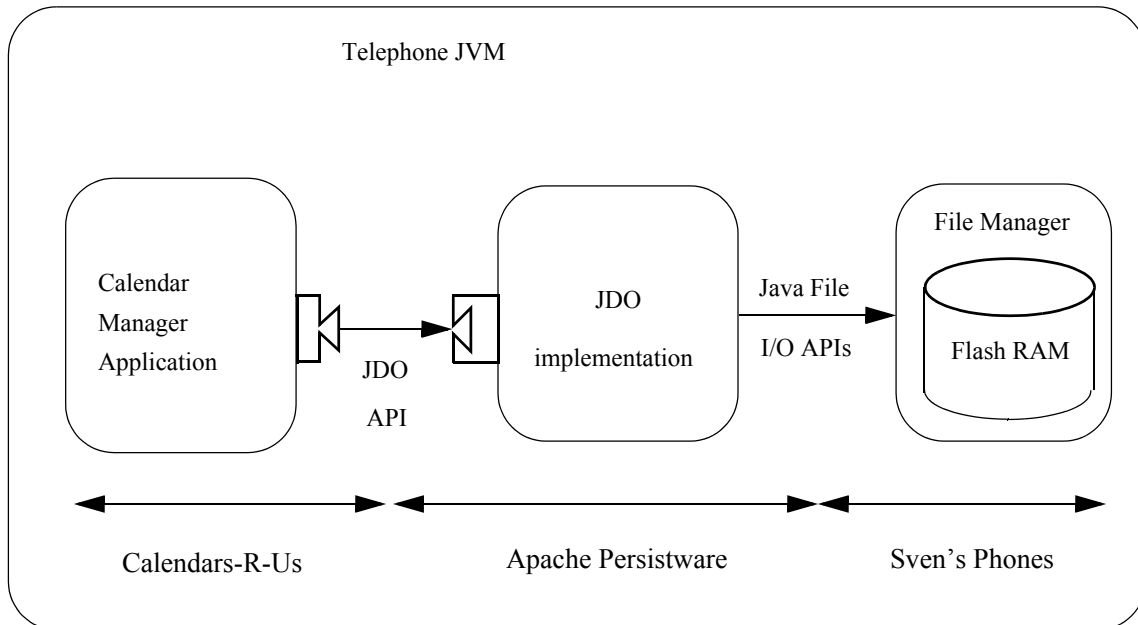 Telephone JVM
Calendar
Manager
Application
JDO
API
JDO
implementation
Java File
I/O APIs
File Manager
Flash RAM
Calendars-R-Us
Apache Persistware
Sven’s Phones